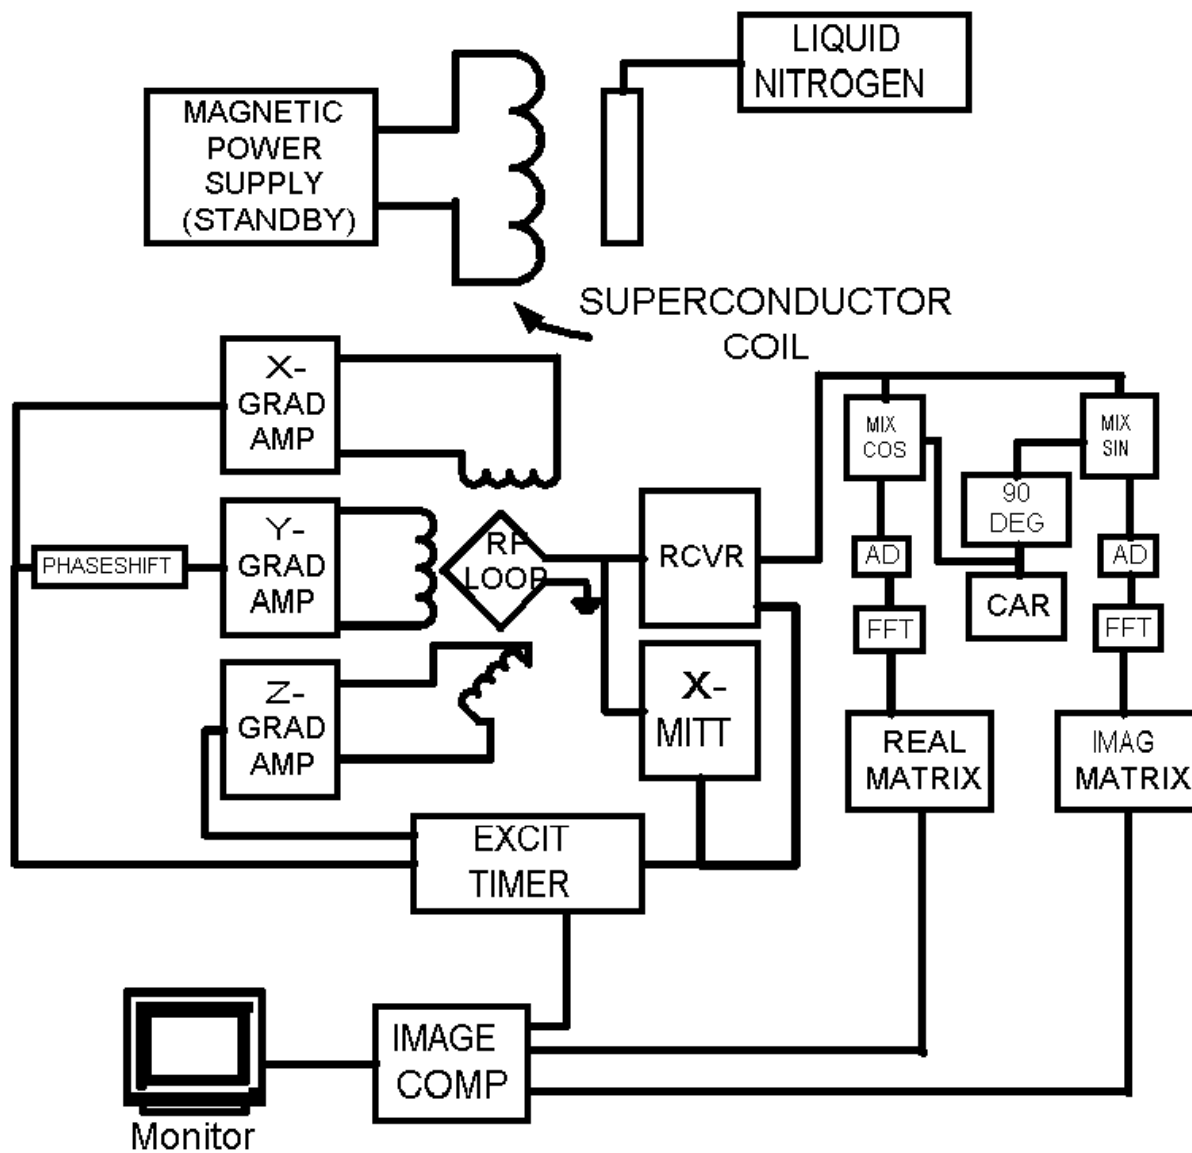 LIQUID
NITROGEN
MAGNETIC
POWER
SUPPLY
(STANDBY)
SUPERCONDUCTOR
COIL
X-
GRAD
AMP
MIX
COS
MIX
SIN
90
DEG
Y-
GRAD
AMP
PHASESHIFT
RF
LOOP
RCVR
AD
AD
CAR
FFT
FFT
Z-
GRAD
AMP
X-
MITT
REAL
MATRIX
IMAG
MATRIX
EXCIT
TIMER
IMAGE
COMP
Monitor